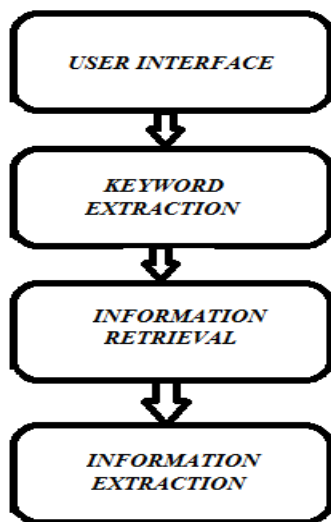 USER INTERFACE
KEYWORD
EXTRACTION
INFORMATION
RETRIEVAL
INFORMATION
EXTRACTION